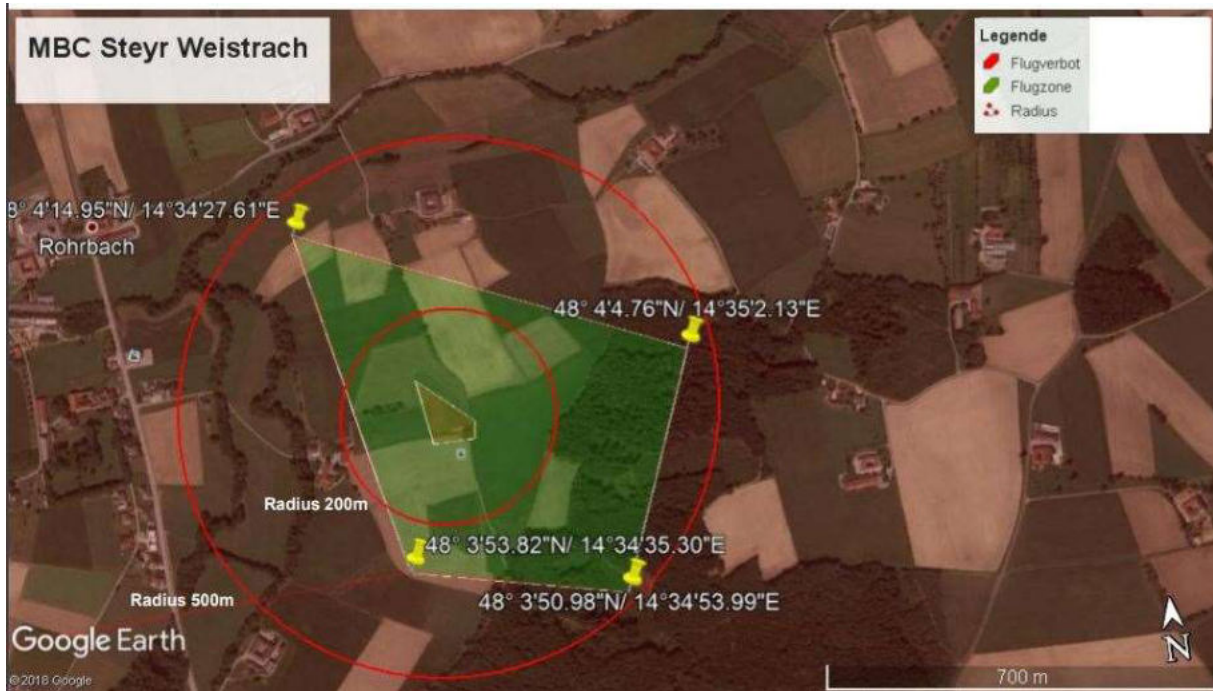 MBC Steyr Weistrach
Legende
Flugverbot
Flugzone
Radius
8° 4'14.95"N/ 14°34'27.61"E
Rohrbach
48° 4'4.76"N/ 14°35'2.13"E
Radius 200m
48° 3'53.82"N/ 14°34'35.30"E
48° 3'50.98"N/ 14°34'53.99"E
Radius 500m
Google Earth
© 2018 Google
700 m
N